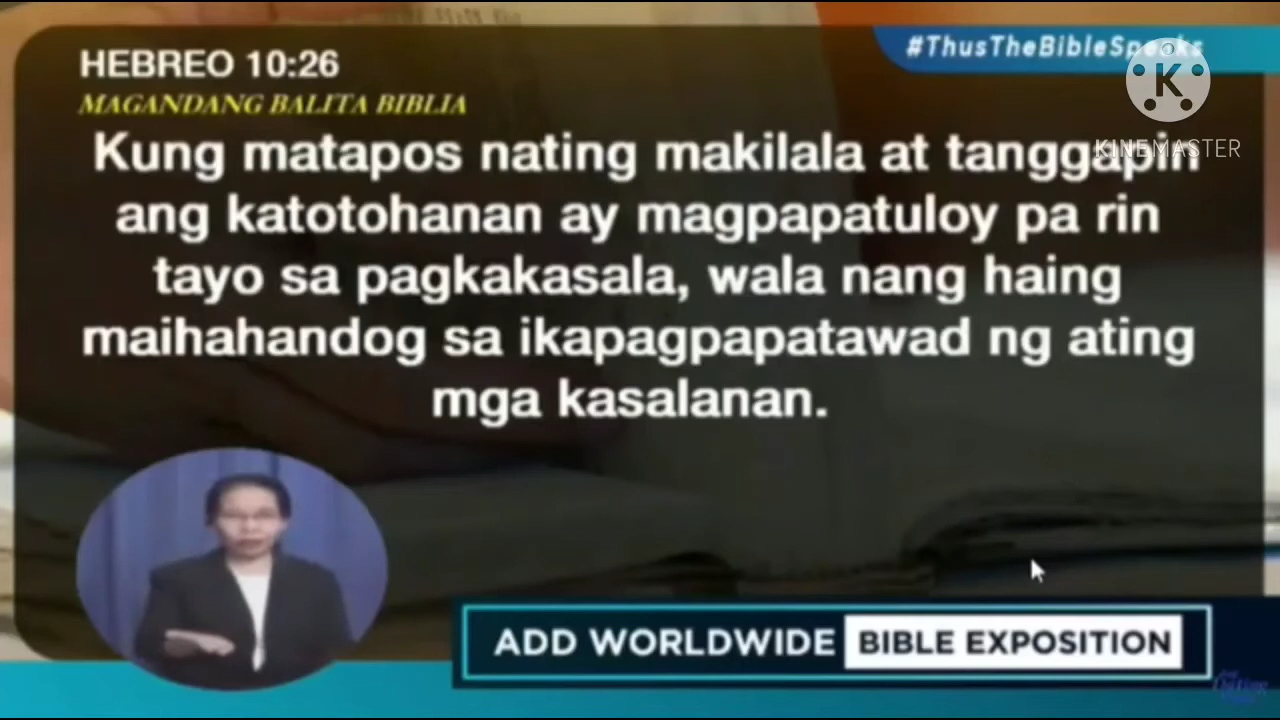 HEBREO 10:26
#ThusTheBibleSpeaks
MAGANDANG BALITA BIBLIA
K
KINEMASTER
Kung matapos nating makilala at tanggapin
ang katotohanan ay magpapatuloy pa rin
tayo sa pagkakasala, wala nang haing
maihahandog sa ikapagpapatawad ng ating
mga kasalanan.
ADD WORLDWIDE BIBLE EXPOSITION